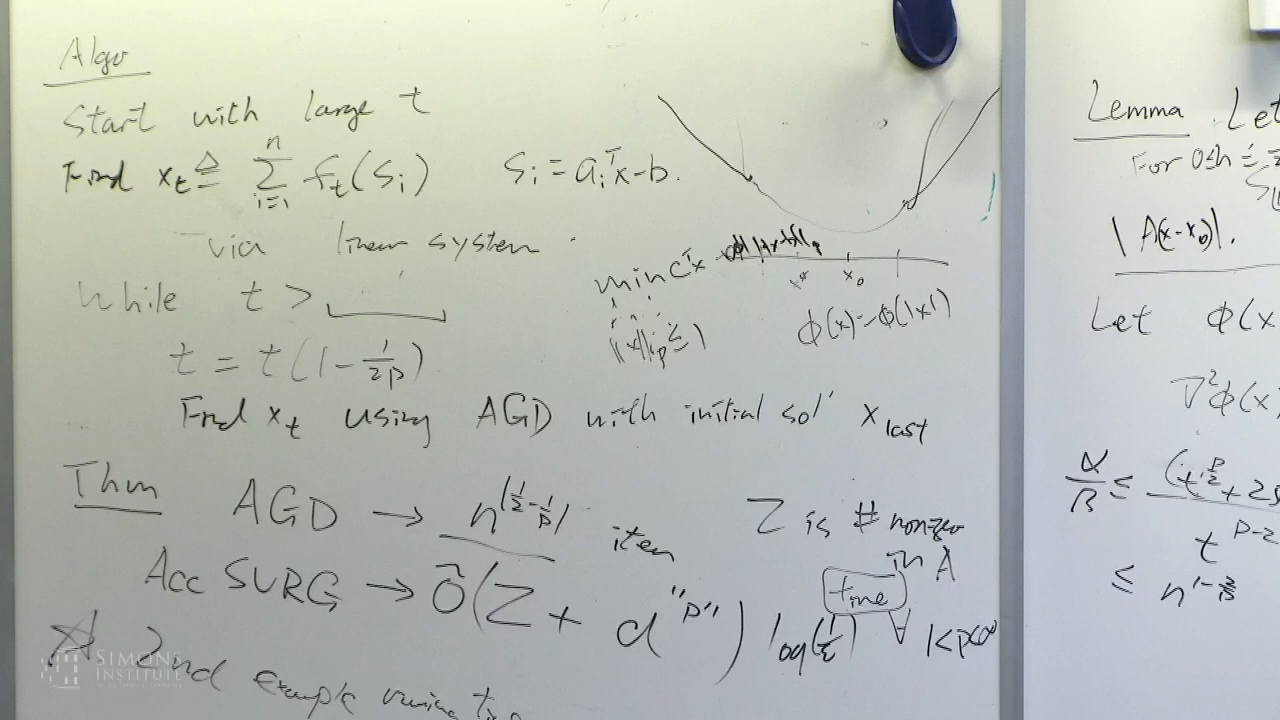 Algo
Start with large t
Find x_t ≜ Σ_{i=1}^{n} f_t(s_i) s_i = a_i^T x - b.
via linear system
While t >
t = t(1 - 1/2p)
Find x_t using AGD with initial sol' x_last
min c^T x
||x||_p ≤ 1
x* x_0
φ(x) = φ(|x|)
Thm AGD → n^{|1/2 - 1/p|} iter
Z is # nonzero
in A
Acc SVRG → Õ(Z + d^{"p"}) log(1/ε) time ∀ 1<p<∞
2nd example
SIMONS
INSTITUTE
Lemma Let
For 0≤h≤
|A(x-x_0)|.
Let φ(x
∇²φ(x
α/β ≤
t^{p-2}
≤ n^{1-2/p}